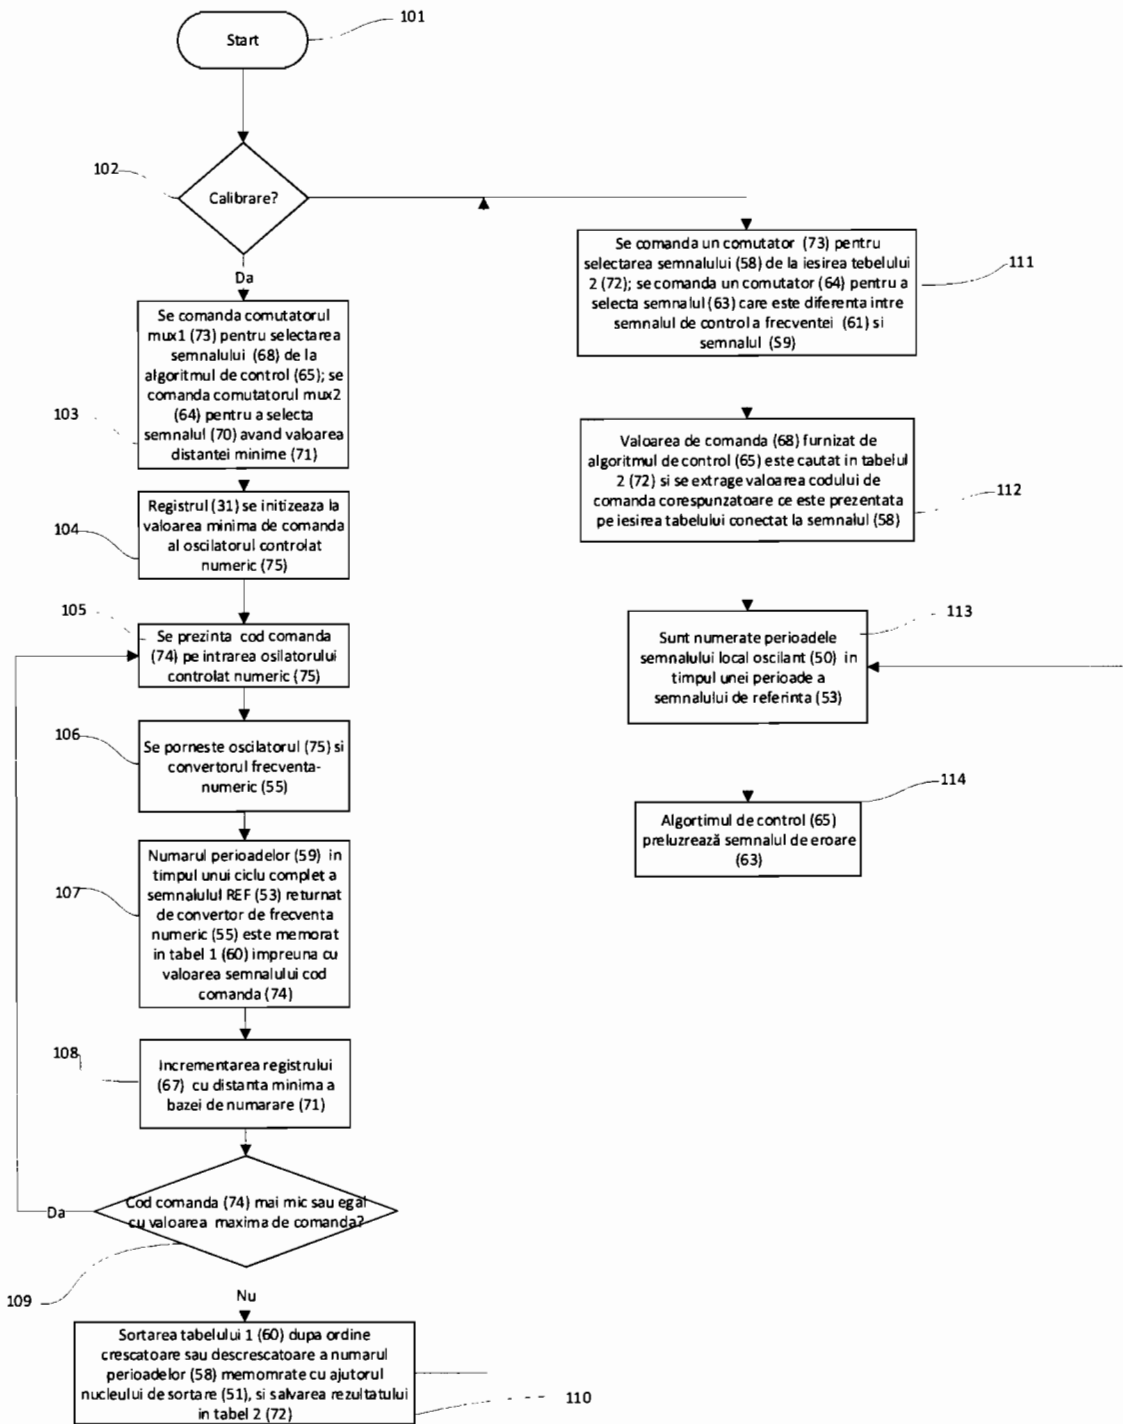 Start
101
102
Calibrare?
Da
Se comanda comutatorul
mux1 (73) pentru selectarea
semnalului (68) de la
algoritmul de control (65); se
comanda comutatorul mux2
(64) pentru a selecta
semnalul (70) avand valoarea
distantei minime (71)
103
Registrul (31) se initizeaza la
valoarea minima de comanda
al oscilatorul controlat
numeric (75)
104
105
Se prezinta cod comanda
(74) pe intrarea osilatorului
controlat numeric (75)
106
Se porneste oscilatorul (75) si
convertorul frecventa-
numeric (55)
Numarul perioadelor (59) in
timpul unui ciclu complet a
semnalulul REF (53) returnat
de convertor de frecventa
numeric (55) este memorat
in tabel 1 (60) impreuna cu
valoarea semnalului cod
comanda (74)
107
108
Incrementarea registrului
(67) cu distanta minima a
bazei de numarare (71)
Cod comanda (74) mai mic sau egal
cu valoarea maxima de comanda?
Da
109
Nu
Sortarea tabelului 1 (60) dupa ordine
crescatoare sau descrescatoare a numarul
perioadelor (58) memomrate cu ajutorul
nucleului de sortare (51), si salvarea rezultatului
in tabel 2 (72)
110
Se comanda un comutator (73) pentru
selectarea semnalului (58) de la iesirea tebelului
2 (72); se comanda un comutator (64) pentru a
selecta semnalul (63) care este diferenta intre
semnalul de control a frecventei (61) si
semnalul (S9)
111
Valoarea de comanda (68) furnizat de
algoritmul de control (65) este cautat in tabelul
2 (72) si se extrage valoarea codului de
comanda corespunzatoare ce este prezentata
pe iesirea tabelului conectat la semnalul (58)
112
113
Sunt numerate perioadele
semnalului local oscilant (50) in
timpul unei perioade a
semnalului de referinta (53)
114
Algortimul de control (65)
preluzrează semnalul de eroare
(63)